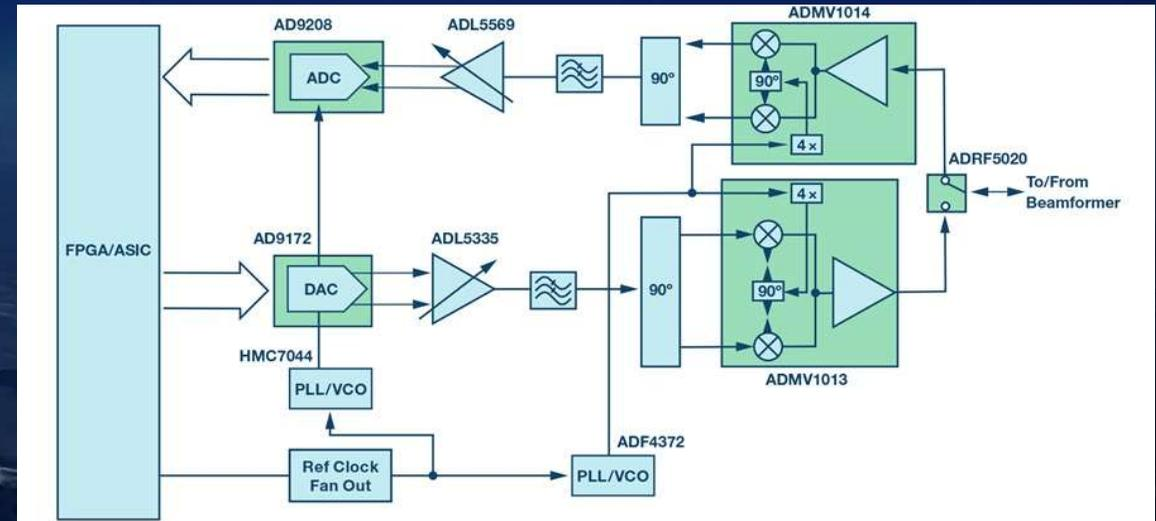 ADMV1014
AD9208
ADL5569
ADC
90°
90°
4 x
ADRF5020
To/From
Beamformer
4 x
FPGA/ASIC
AD9172
ADL5335
DAC
90°
90°
HMC7044
ADMV1013
PLL/VCO
ADF4372
Ref Clock
Fan Out
PLL/VCO